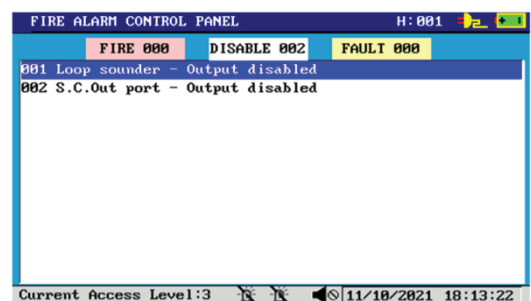 FIRE ALARM CONTROL PANEL H:001
FIRE 000 DISABLE 002 FAULT 000
001 Loop sounder - Output disabled
002 S.C.Out port - Output disabled
Current Access Level:3 11/10/2021 18:13:22